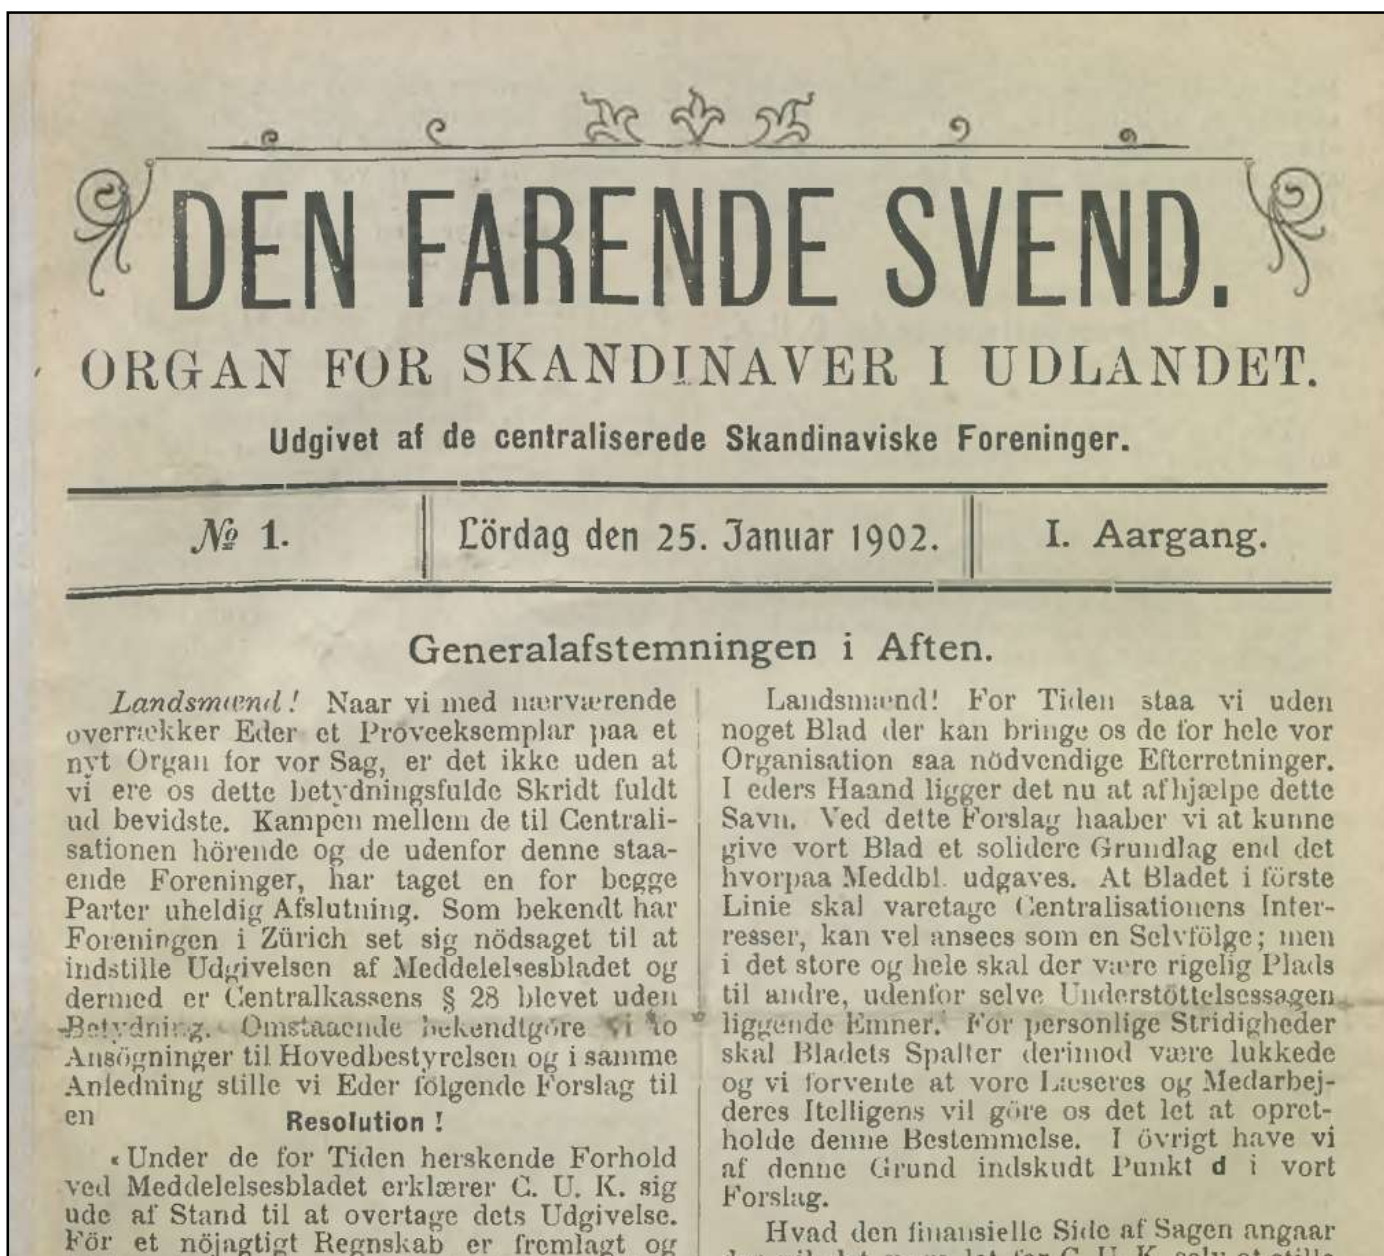 DEN FARENDE SVEND.
ORGAN FOR SKANDINAVER I UDLANDET.
Udgivet af de centraliserede Skandinaviske Foreninger.
№ 1.
Lördag den 25. Januar 1902.
I. Aargang.
Generalafstemningen i Aften.
Landsmænd! Naar vi med nærværende
overrækker Eder et Pröveeksemplar paa et
nyt Organ for vor Sag, er det ikke uden at
vi ere os dette betydningsfulde Skridt fuldt
ud bevidste. Kampen mellem de til Centrali-
sationen hörende og de udenfor denne staa-
ende Foreninger, har taget en for begge
Parter uheldig Afslutning. Som bekendt har
Foreningen i Zürich set sig nödsaget til at
indstille Udgivelsen af Meddelelsesbladet og
dermed er Centralkassens § 28 blevet uden
Betydning. Omstaaende bekendtgöre vi to
Ansögninger til Hovedbestyrelsen og i samme
Anledning stille vi Eder fölgende Forslag til
en
Resolution!
«Under de for Tiden herskende Forhold
ved Meddelelsesbladet erklærer C. U. K. sig
ude af Stand til at overtage dets Udgivelse.
För et nöjagtigt Regnskab er fremlagt og
Landsmænd! For Tiden staa vi uden
noget Blad der kan bringe os de for hele vor
Organisation saa nödvendige Efterretninger.
I eders Haand ligger det nu at afhjælpe dette
Savn. Ved dette Forslag haaber vi at kunne
give vort Blad et solidere Grundlag end det
hvorpaa Meddbl. udgaves. At Bladet i förste
Linie skal varetage Centralisationens Inter-
resser, kan vel ansees som en Selvfölge; men
i det store og hele skal der være rigelig Plads
til andre, udenfor selve Understöttelsessagen
liggende Emner. For personlige Stridigheder
skal Bladets Spalter derimod være lukkede
og vi forvente at vore Læseres og Medarbej-
deres Itelligens vil göre os det let at opret-
holde denne Bestemmelse. I övrigt have vi
af denne Grund indskudt Punkt d i vort
Forslag.
Hvad den finansielle Side af Sagen angaar